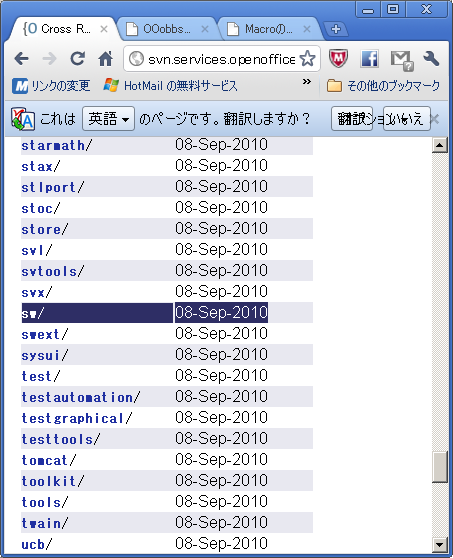 {O Cross R...
OOobbs...
Macroの...
svn.services.openoffice
リンクの変更
HotMail の無料サービス
»
その他のブックマーク
これは 英語 のページです。翻訳しますか？ 翻訳 いいえ
starmath/ 08-Sep-2010
stax/ 08-Sep-2010
stlport/ 08-Sep-2010
stoc/ 08-Sep-2010
store/ 08-Sep-2010
svl/ 08-Sep-2010
svtools/ 08-Sep-2010
svx/ 08-Sep-2010
sw/ 08-Sep-2010
swext/ 08-Sep-2010
sysui/ 08-Sep-2010
test/ 08-Sep-2010
testautomation/ 08-Sep-2010
testgraphical/ 08-Sep-2010
testtools/ 08-Sep-2010
tomcat/ 08-Sep-2010
toolkit/ 08-Sep-2010
tools/ 08-Sep-2010
twain/ 08-Sep-2010
ucb/ 08-Sep-2010